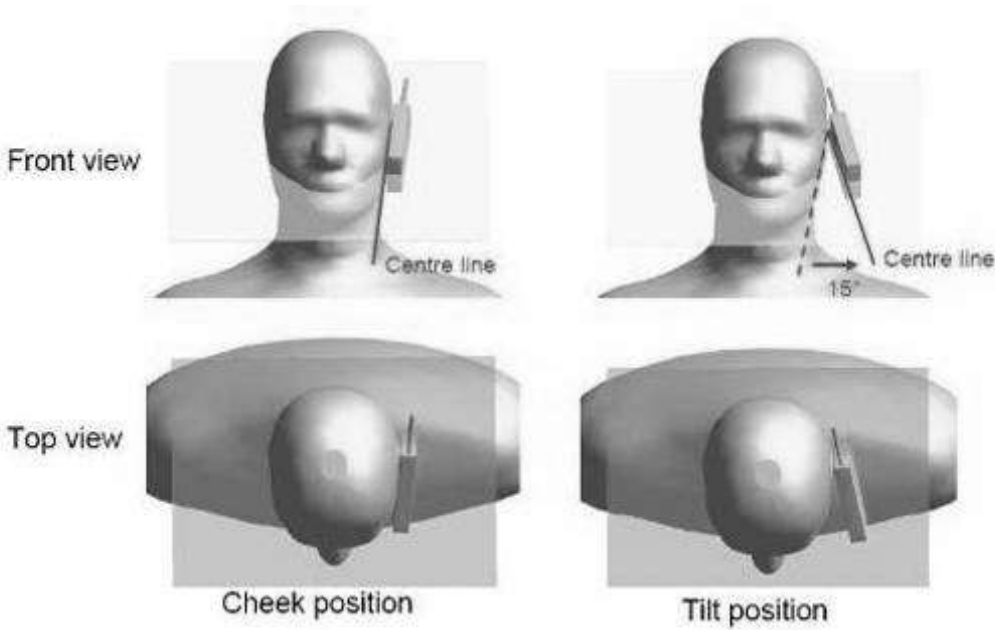 Front view
Centre line
Centre line
15°
Top view
Cheek position
Tilt position